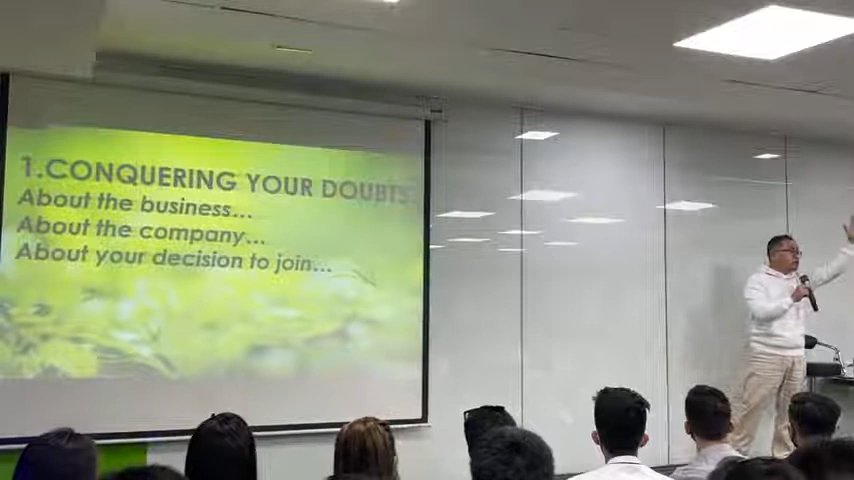 1.CONQUERING YOUR DOUBTS.
About the business...
About the company...
About your decision to join...